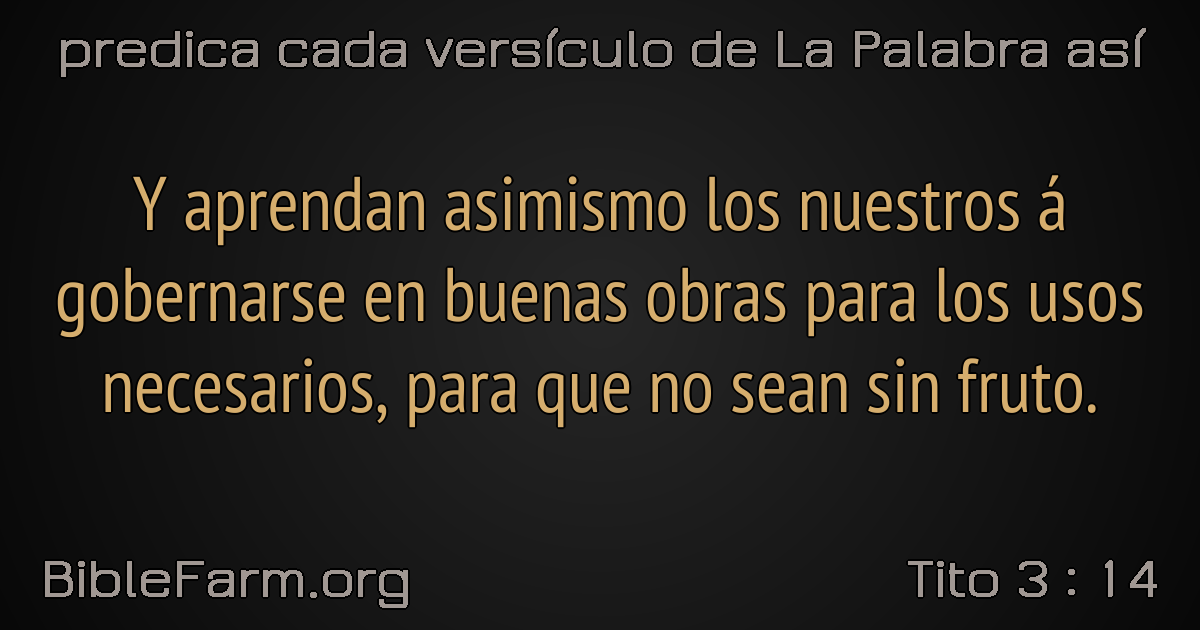 predica cada versículo de La Palabra así
Y aprendan asimismo los nuestros á
gobernarse en buenas obras para los usos
necesarios, para que no sean sin fruto.
BibleFarm.org
Tito 3 : 14